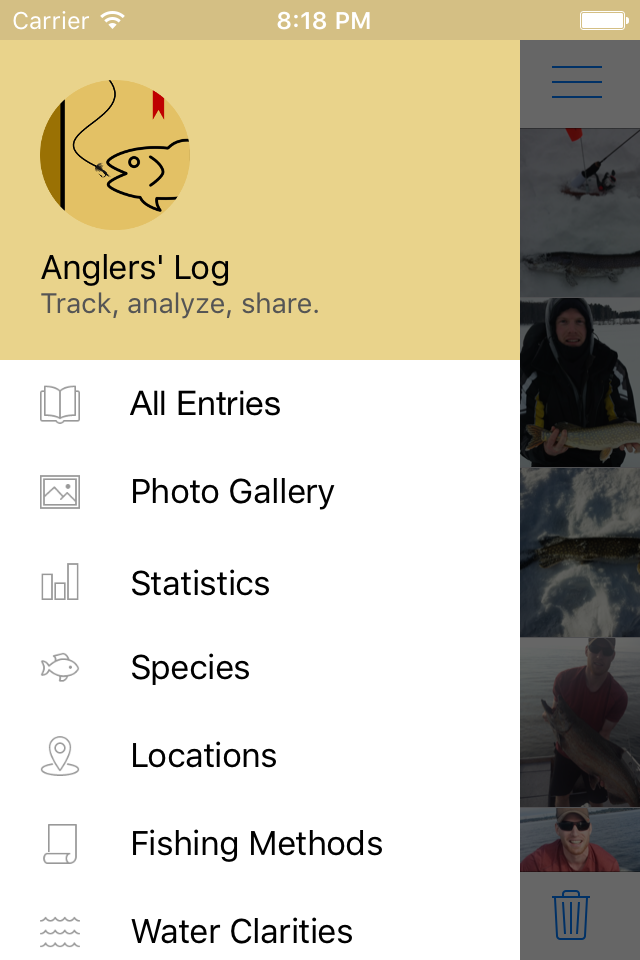 Carrier 8:18 PM
Anglers' Log
Track, analyze, share.
All Entries
Photo Gallery
Statistics
Species
Locations
Fishing Methods
Water Clarities